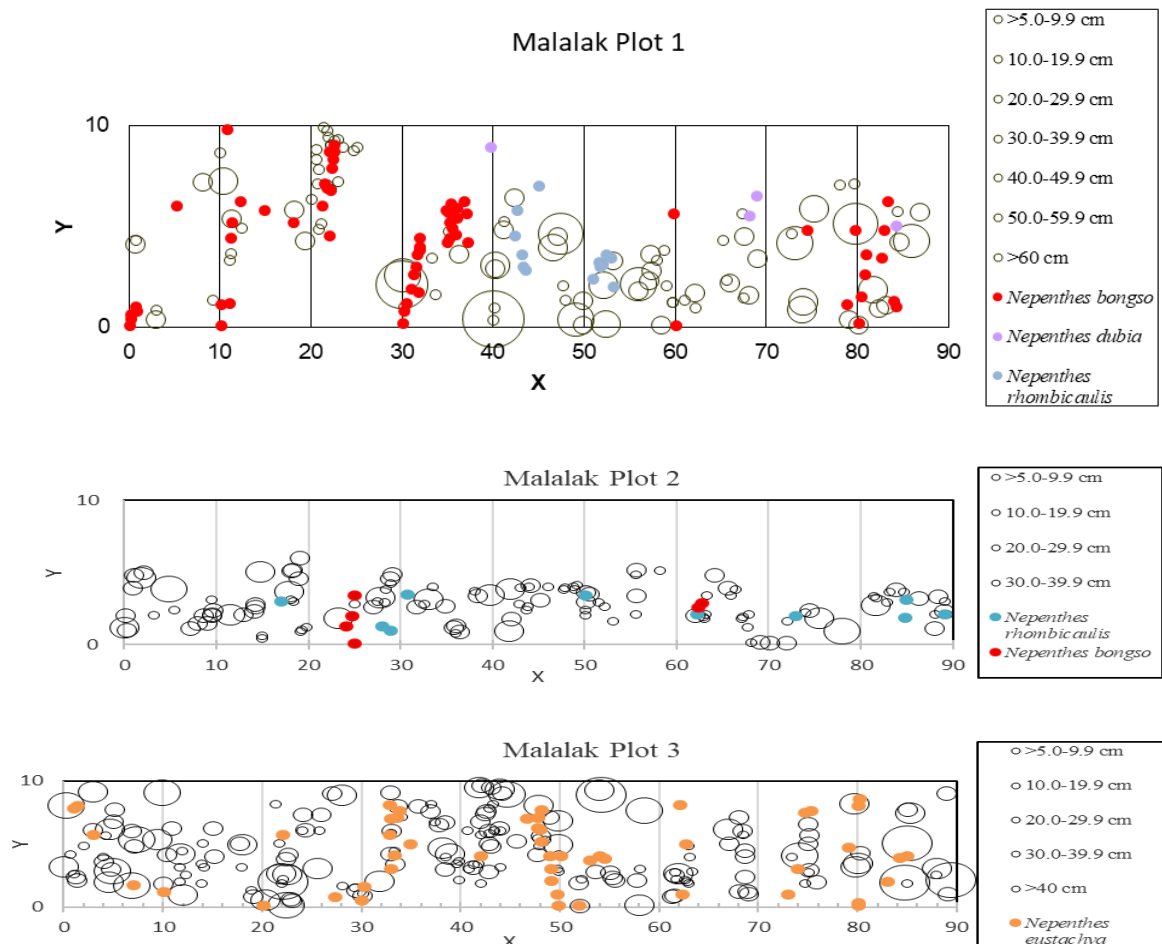 Malalak Plot 1
10
Y
0
0 10 20 30 40 50 60 70 80 90
X
>5.0-9.9 cm
10.0-19.9 cm
20.0-29.9 cm
30.0-39.9 cm
40.0-49.9 cm
50.0-59.9 cm
>60 cm
Nepenthes bongso
Nepenthes dubia
Nepenthes
rhombicaulis
Malalak Plot 2
10
Y
0
0 10 20 30 40 50 60 70 80 90
X
>5.0-9.9 cm
10.0-19.9 cm
20.0-29.9 cm
30.0-39.9 cm
Nepenthes
rhombicaulis
Nepenthes bongso
Malalak Plot 3
10
Y
0
0 10 20 30 40 50 60 70 80 90
X
>5.0-9.9 cm
10.0-19.9 cm
20.0-29.9 cm
30.0-39.9 cm
>40 cm
Nepenthes
eustachya